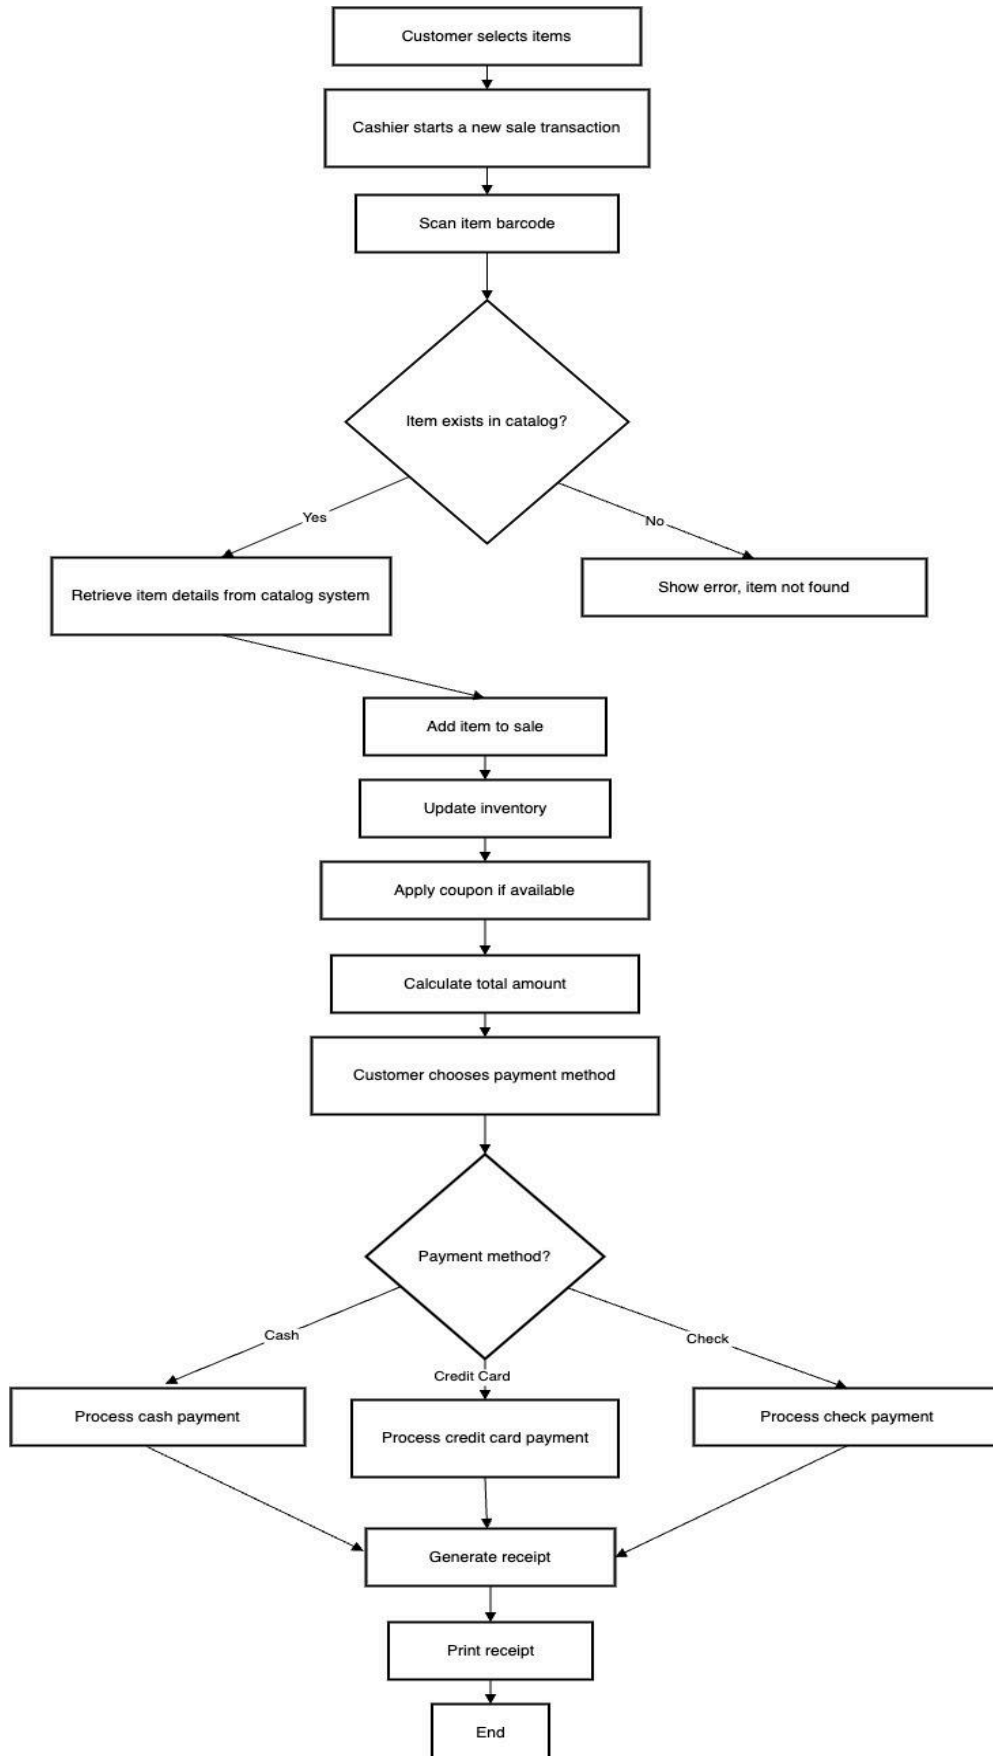 Customer selects items
Cashier starts a new sale transaction
Scan item barcode
Item exists in catalog?
Yes
No
Retrieve item details from catalog system
Show error, item not found
Add item to sale
Update inventory
Apply coupon if available
Calculate total amount
Customer chooses payment method
Payment method?
Cash
Credit Card
Check
Process cash payment
Process credit card payment
Process check payment
Generate receipt
Print receipt
End